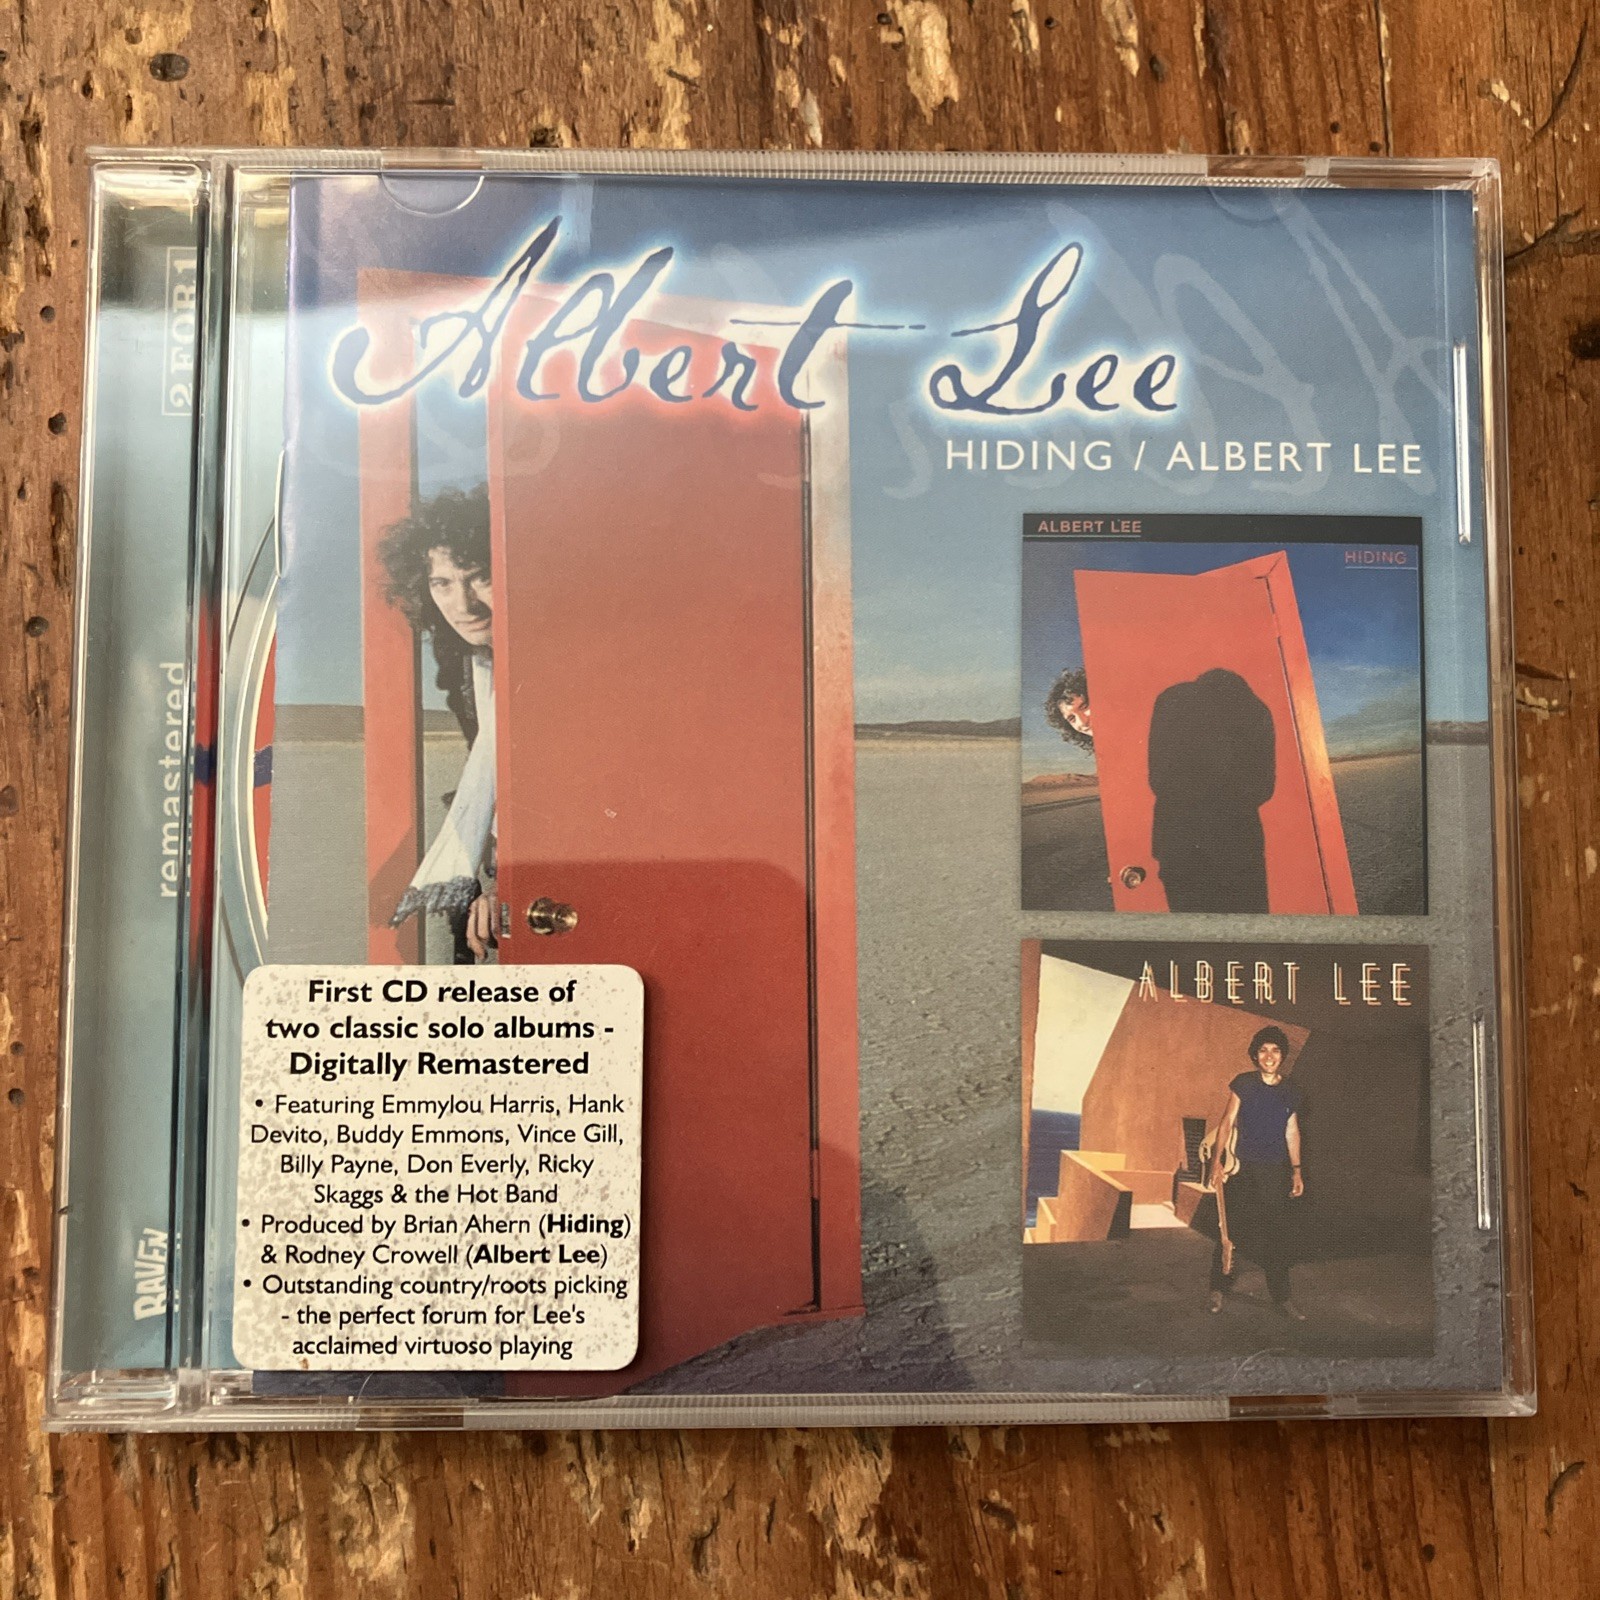 Albert Lee
HIDING / ALBERT LEE
ALBERT LEE
HIDING
ALBERT LEE
2 FOR 1
remastered
RAVEN
First CD release of
two classic solo albums -
Digitally Remastered
• Featuring Emmylou Harris, Hank
Devito, Buddy Emmons, Vince Gill,
Billy Payne, Don Everly, Ricky
Skaggs & the Hot Band
• Produced by Brian Ahern (Hiding)
& Rodney Crowell (Albert Lee)
• Outstanding country/roots picking
- the perfect forum for Lee's
acclaimed virtuoso playing